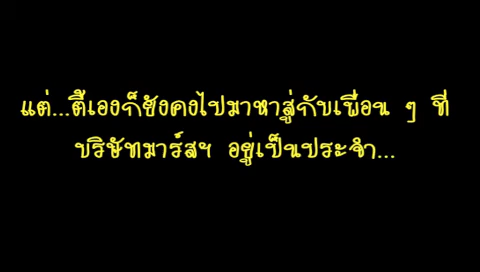 แต่...ตี้เองก็ยังคงไปมาหาสู่กับเพื่อน ๆ ที่
บริษัทมาร์สฯ อยู่เป็นประจำ...